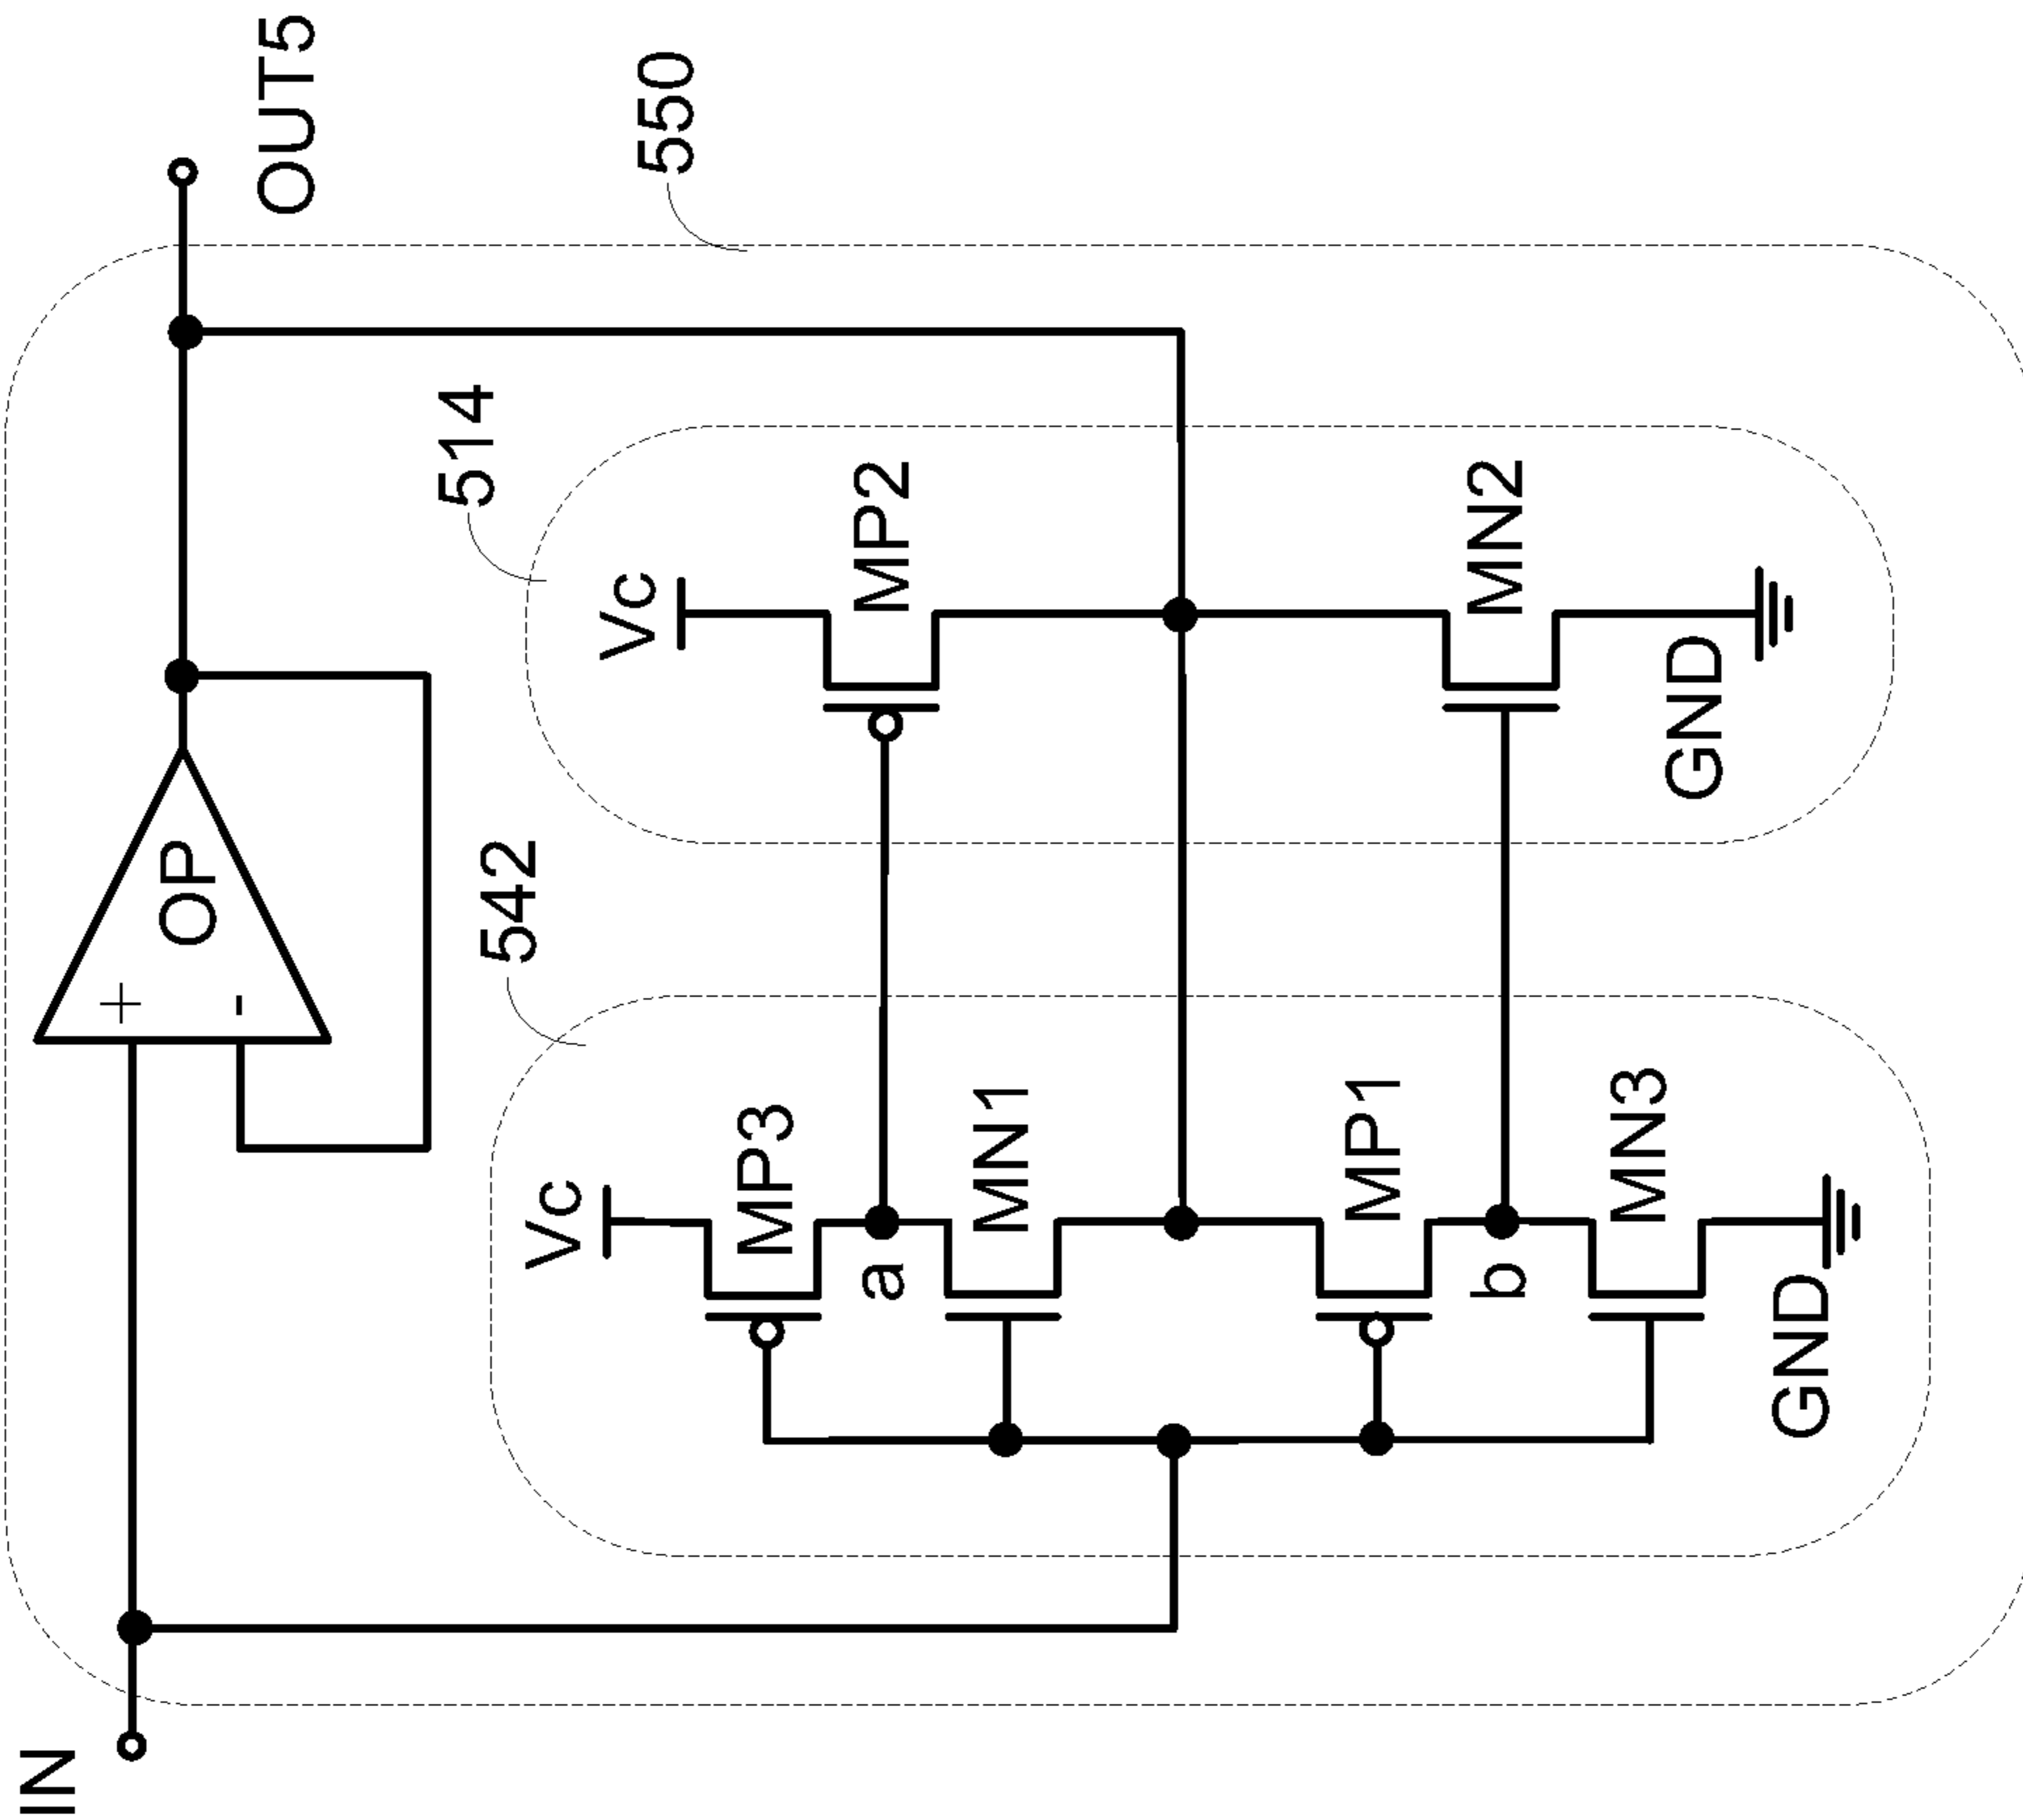 IN
OUT5
550
OP
+
-
514
542
Vc
MP2
MN2
GND
Vc
MP3
a
MN1
MP1
b
MN3
GND